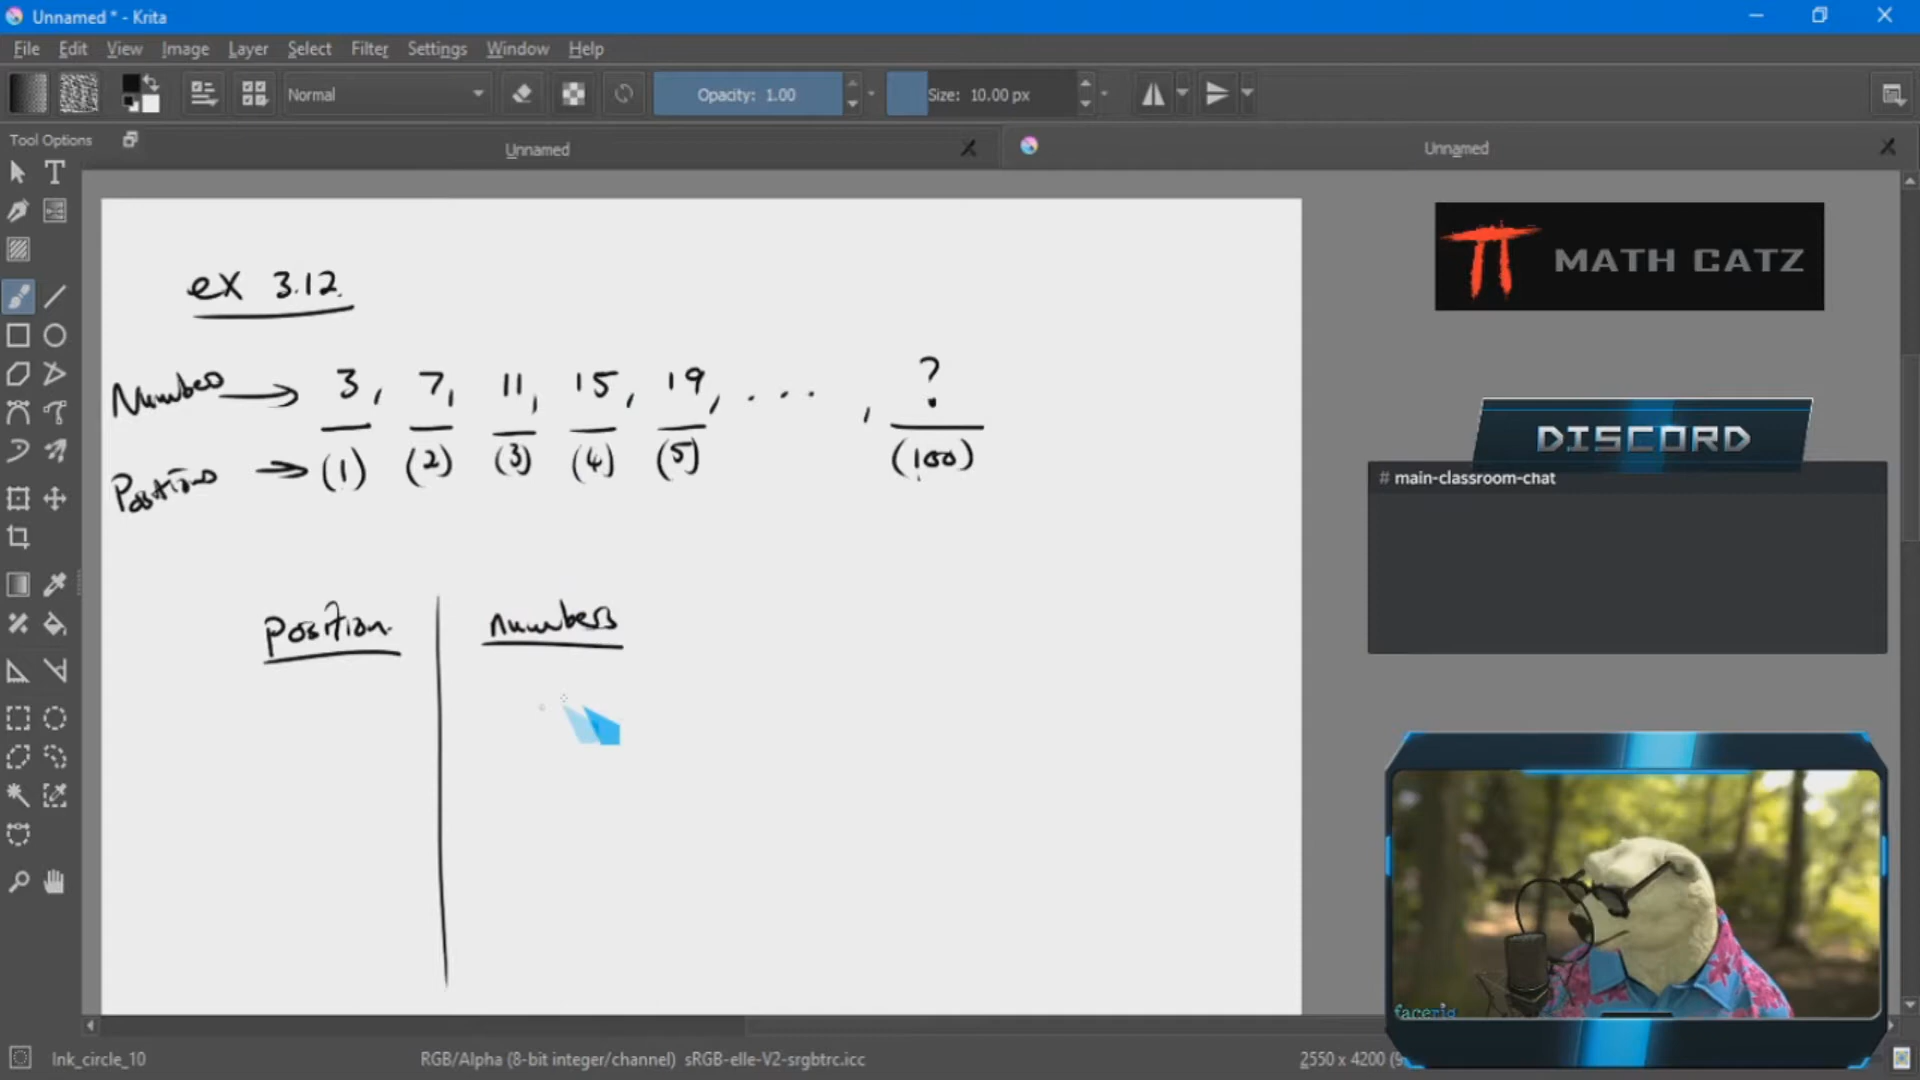 Unnamed * - Krita
File Edit View Image Layer Select Filter Settings Window Help
Normal Opacity: 1.00 Size: 10.00 px
Tool Options
Unnamed Unnamed
ex 3.12.
Number → 3, 7, 11, 15, 19, ... , ?
Positions → (1) (2) (3) (4) (5) (100)
Position numbers
π MATH CATZ
DISCORD
# main-classroom-chat
facerig
Ink_circle_10 RGB/Alpha (8-bit integer/channel) sRGB-elle-V2-srgbtrc.icc 2550 x 4200 (9